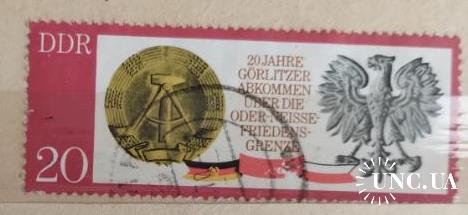 DDR
20 JAHRE
GÖRLITZER
ABKOMMEN
ÜBER DIE
ODER-NEISSE-
FRIEDENS-
GRENZE
20
UNC.UA